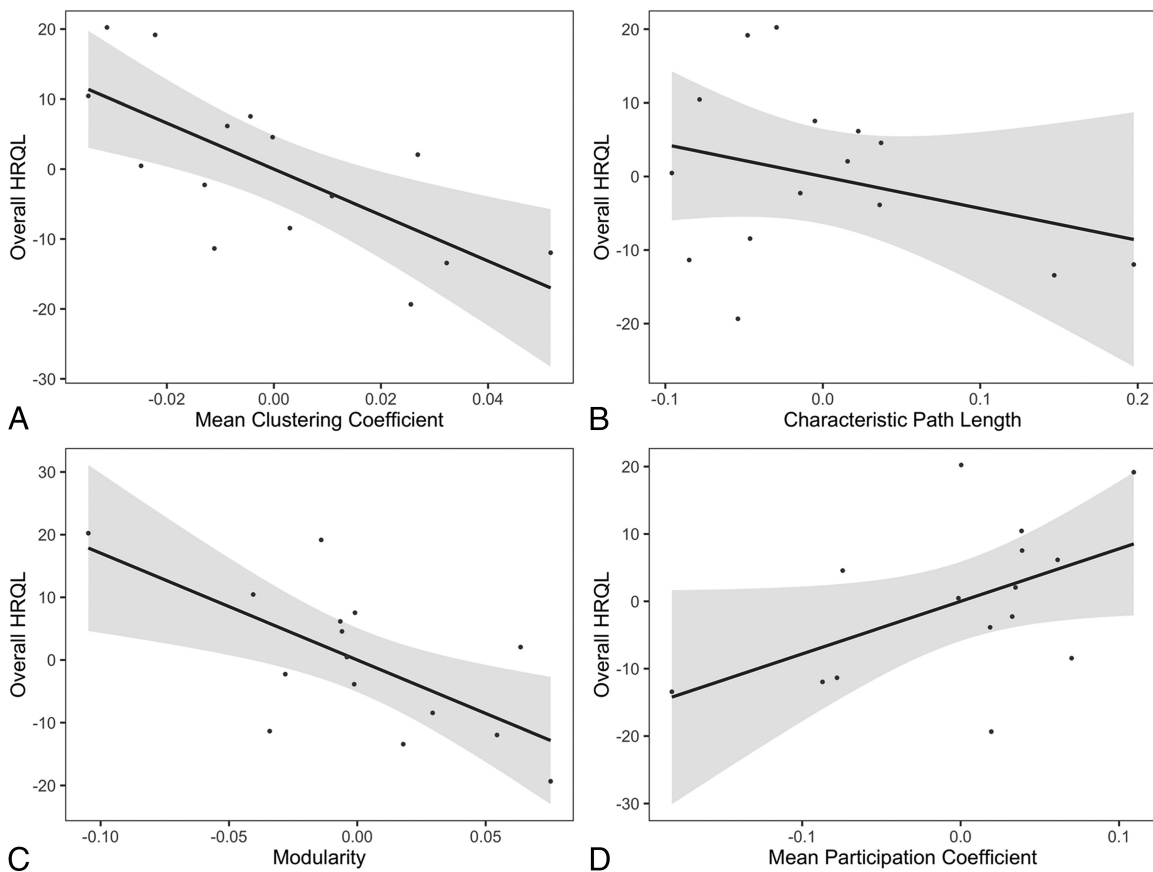 20
10
0
-10
-20
-30
Overall HRQL
-0.02 0.00 0.02 0.04
Mean Clustering Coefficient
A
20
10
0
-10
-20
Overall HRQL
-0.1 0.0 0.1 0.2
Characteristic Path Length
B
30
20
10
0
-10
-20
Overall HRQL
-0.10 -0.05 0.00 0.05
Modularity
C
20
10
0
-10
-20
-30
Overall HRQL
-0.1 0.0 0.1
Mean Participation Coefficient
D